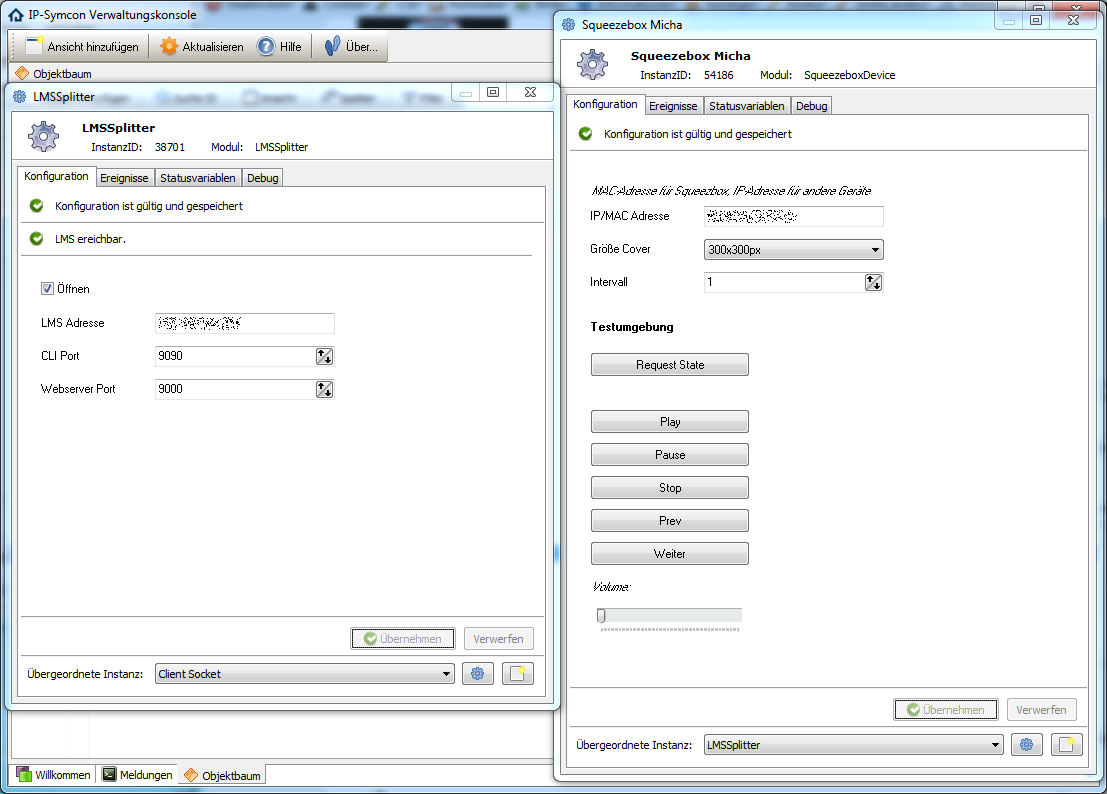 IP-Symcon Verwaltungskonsole
Ansicht hinzufügen Aktualisieren Hilfe Über...
Objektbaum
LMSSplitter
LMSSplitter
InstanzID: 38701 Modul: LMSSplitter
Konfiguration Ereignisse Statusvariablen Debug
Konfiguration ist gültig und gespeichert
LMS ereichbar.
Öffnen
LMS Adresse
CLI Port 9090
Webserver Port 9000
Übernehmen Verwerfen
Übergeordnete Instanz: Client Socket
Willkommen Meldungen Objektbaum
Squeezebox Micha
Squeezebox Micha
InstanzID: 54186 Modul: SqueezeboxDevice
Konfiguration Ereignisse Statusvariablen Debug
Konfiguration ist gültig und gespeichert
MAC-Adresse für Squeezbox, IP-Adresse für andere Geräte
IP/MAC Adresse
Größe Cover 300x300px
Intervall 1
Testumgebung
Request State
Play
Pause
Stop
Prev
Weiter
Volume:
Übernehmen Verwerfen
Übergeordnete Instanz: LMSSplitter